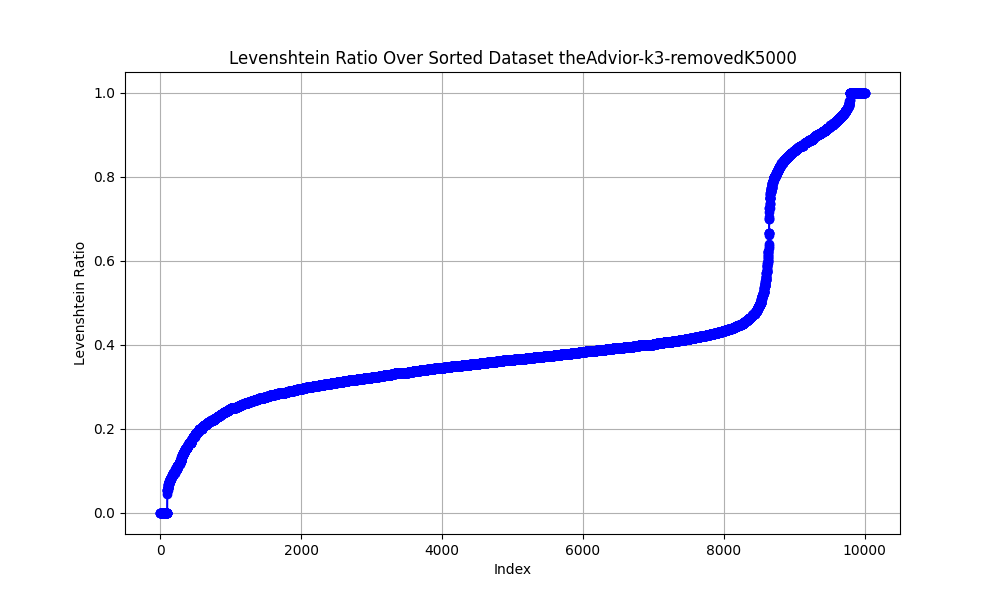 Levenshtein Ratio Over Sorted Dataset theAdvior-k3-removedK5000
1.0
0.8
0.6
0.4
0.2
0.0
Levenshtein Ratio
0 2000 4000 6000 8000 10000
Index